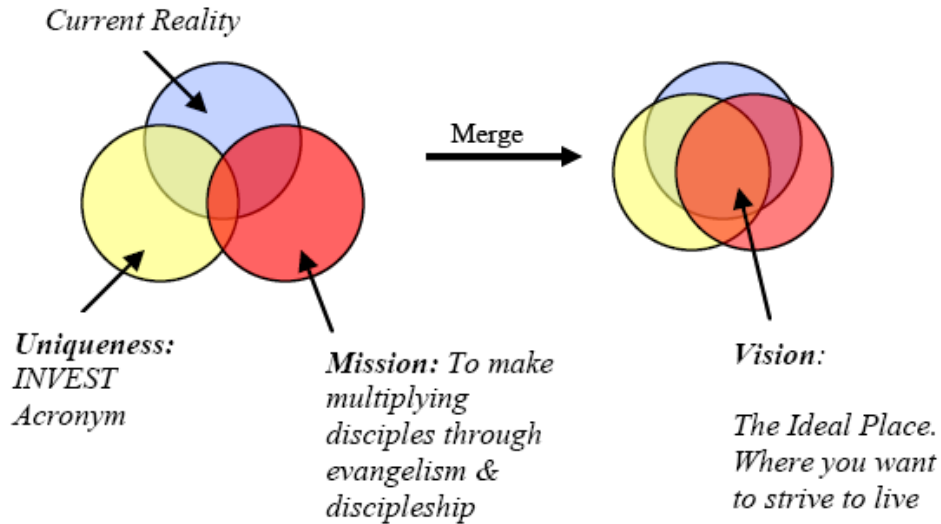 Current Reality
Merge
Uniqueness:
INVEST
Acronym
Mission: To make
multiplying
disciples through
evangelism &
discipleship
Vision:
The Ideal Place.
Where you want
to strive to live